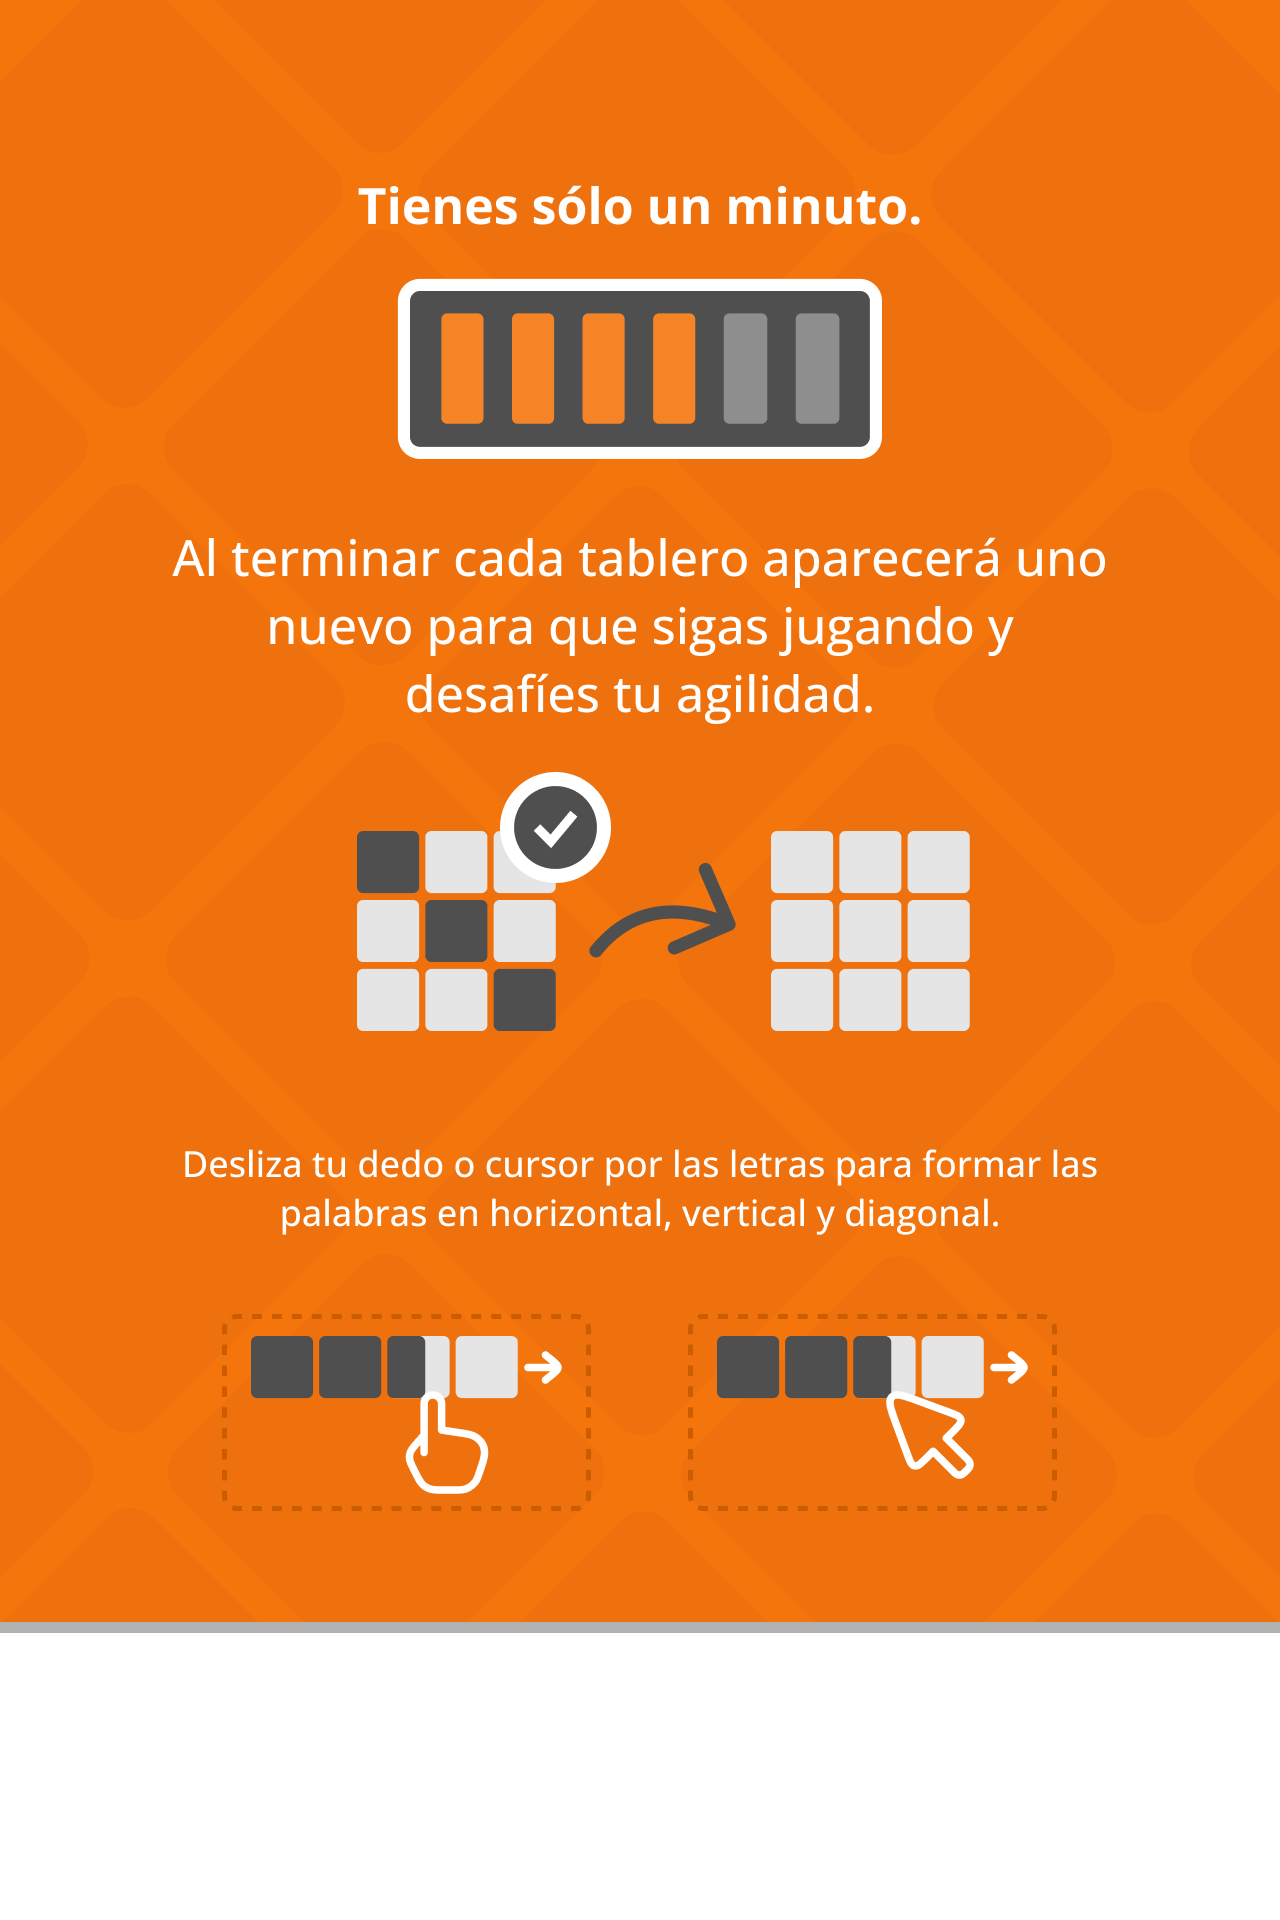 Tienes sólo un minuto.
Al terminar cada tablero aparecerá uno
nuevo para que sigas jugando y
desafíes tu agilidad.
Desliza tu dedo o cursor por las letras para formar las
palabras en horizontal, vertical y diagonal.